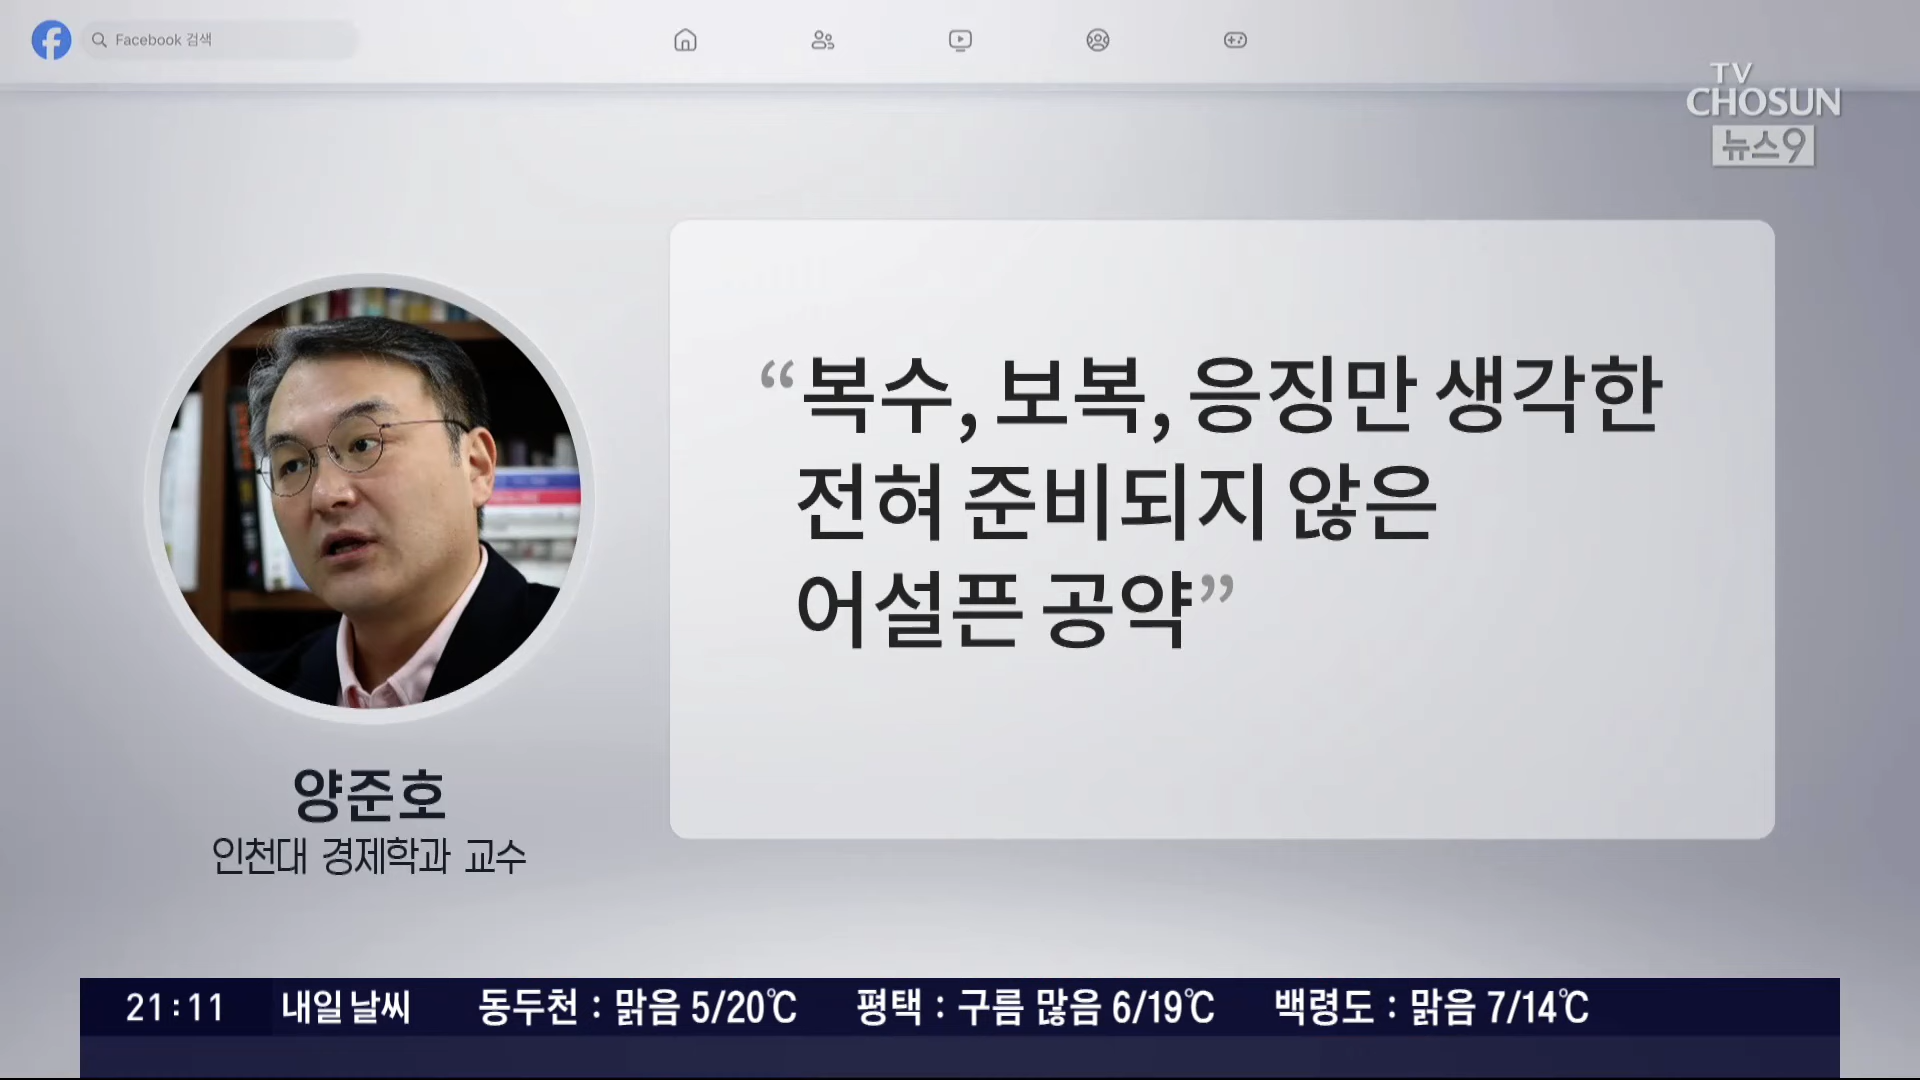 Facebook 검색
TV
CHOSUN
뉴스9
“복수, 보복, 응징만 생각한
전혀 준비되지 않은
어설픈 공약”
양준호
인천대 경제학과 교수
21:11 내일 날씨 동두천 : 맑음 5/20℃ 평택 : 구름 많음 6/19℃ 백령도 : 맑음 7/14℃